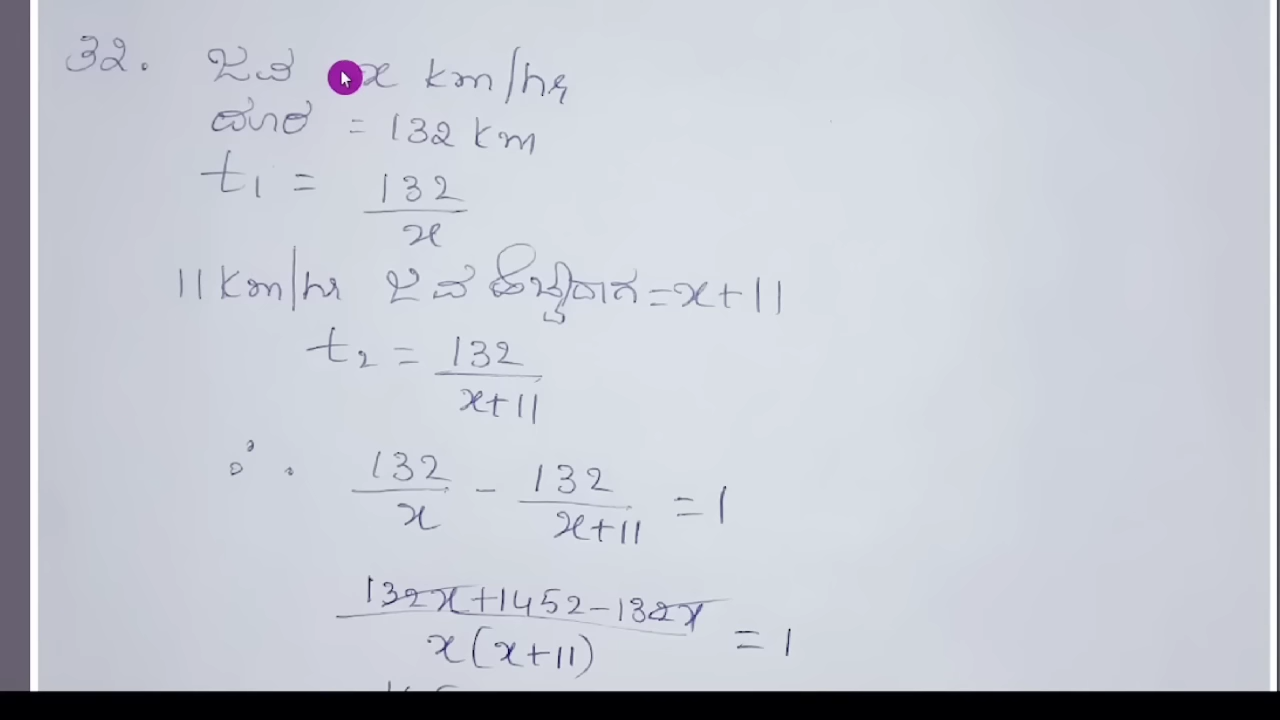 32. ಜವ x km/hr
ದೂರ = 132 km
t₁ = 132/x
11 km/hr ಜವ ಹೆಚ್ಚಿದಾಗ = x+11
t₂ = 132/x+11
∴ 132/x - 132/x+11 = 1
132x+1452-132x/x(x+11) = 1